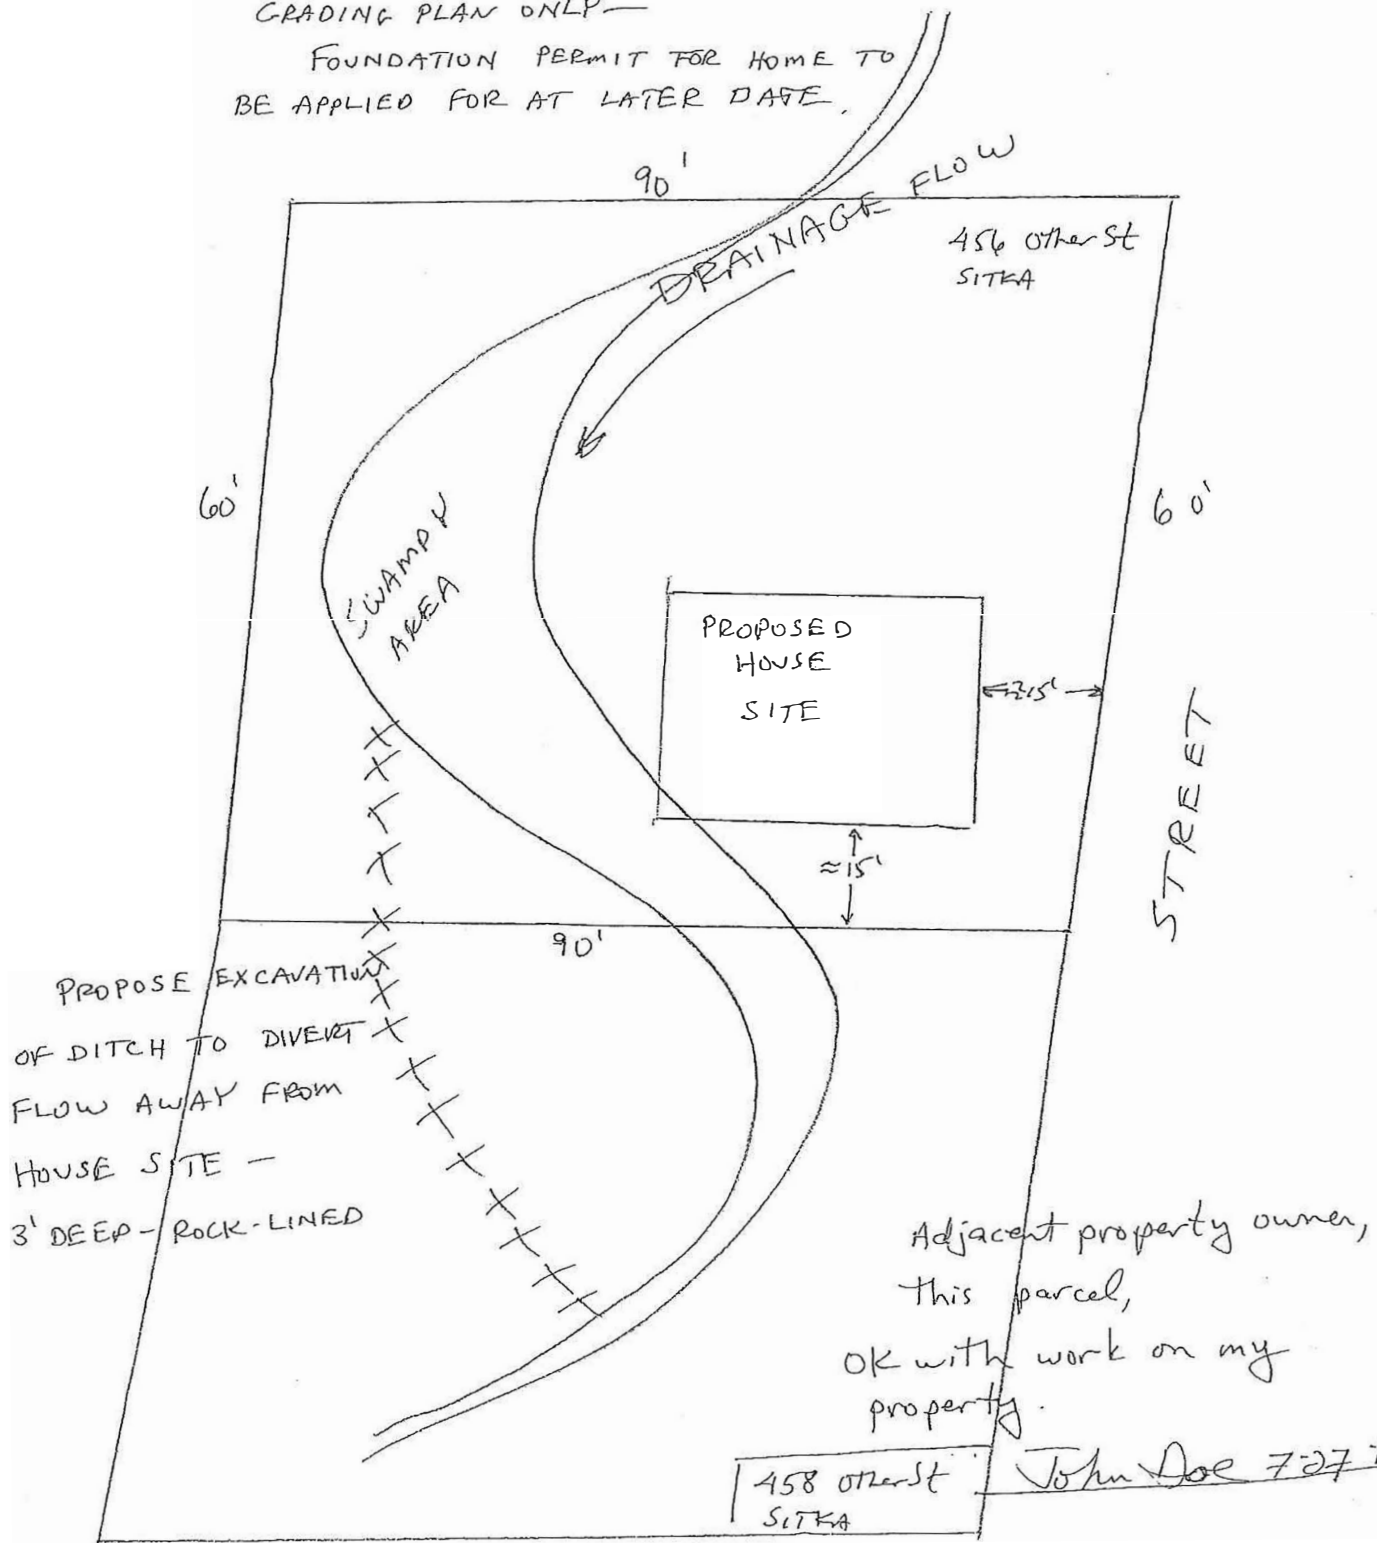 GRADING PLAN ONLY—
FOUNDATION PERMIT FOR HOME TO
BE APPLIED FOR AT LATER DATE.
90'
DRAINAGE FLOW
456 Other St
SITKA
60'
60'
SWAMPY
AREA
PROPOSED
HOUSE
SITE
≈15'
≈15'
STREET
90'
PROPOSE EXCAVATION
OF DITCH TO DIVERT
FLOW AWAY FROM
HOUSE SITE —
3' DEEP - ROCK-LINED
Adjacent property owner,
this parcel,
OK with work on my
property.
458 Other St
SITKA
John Doe 7-27